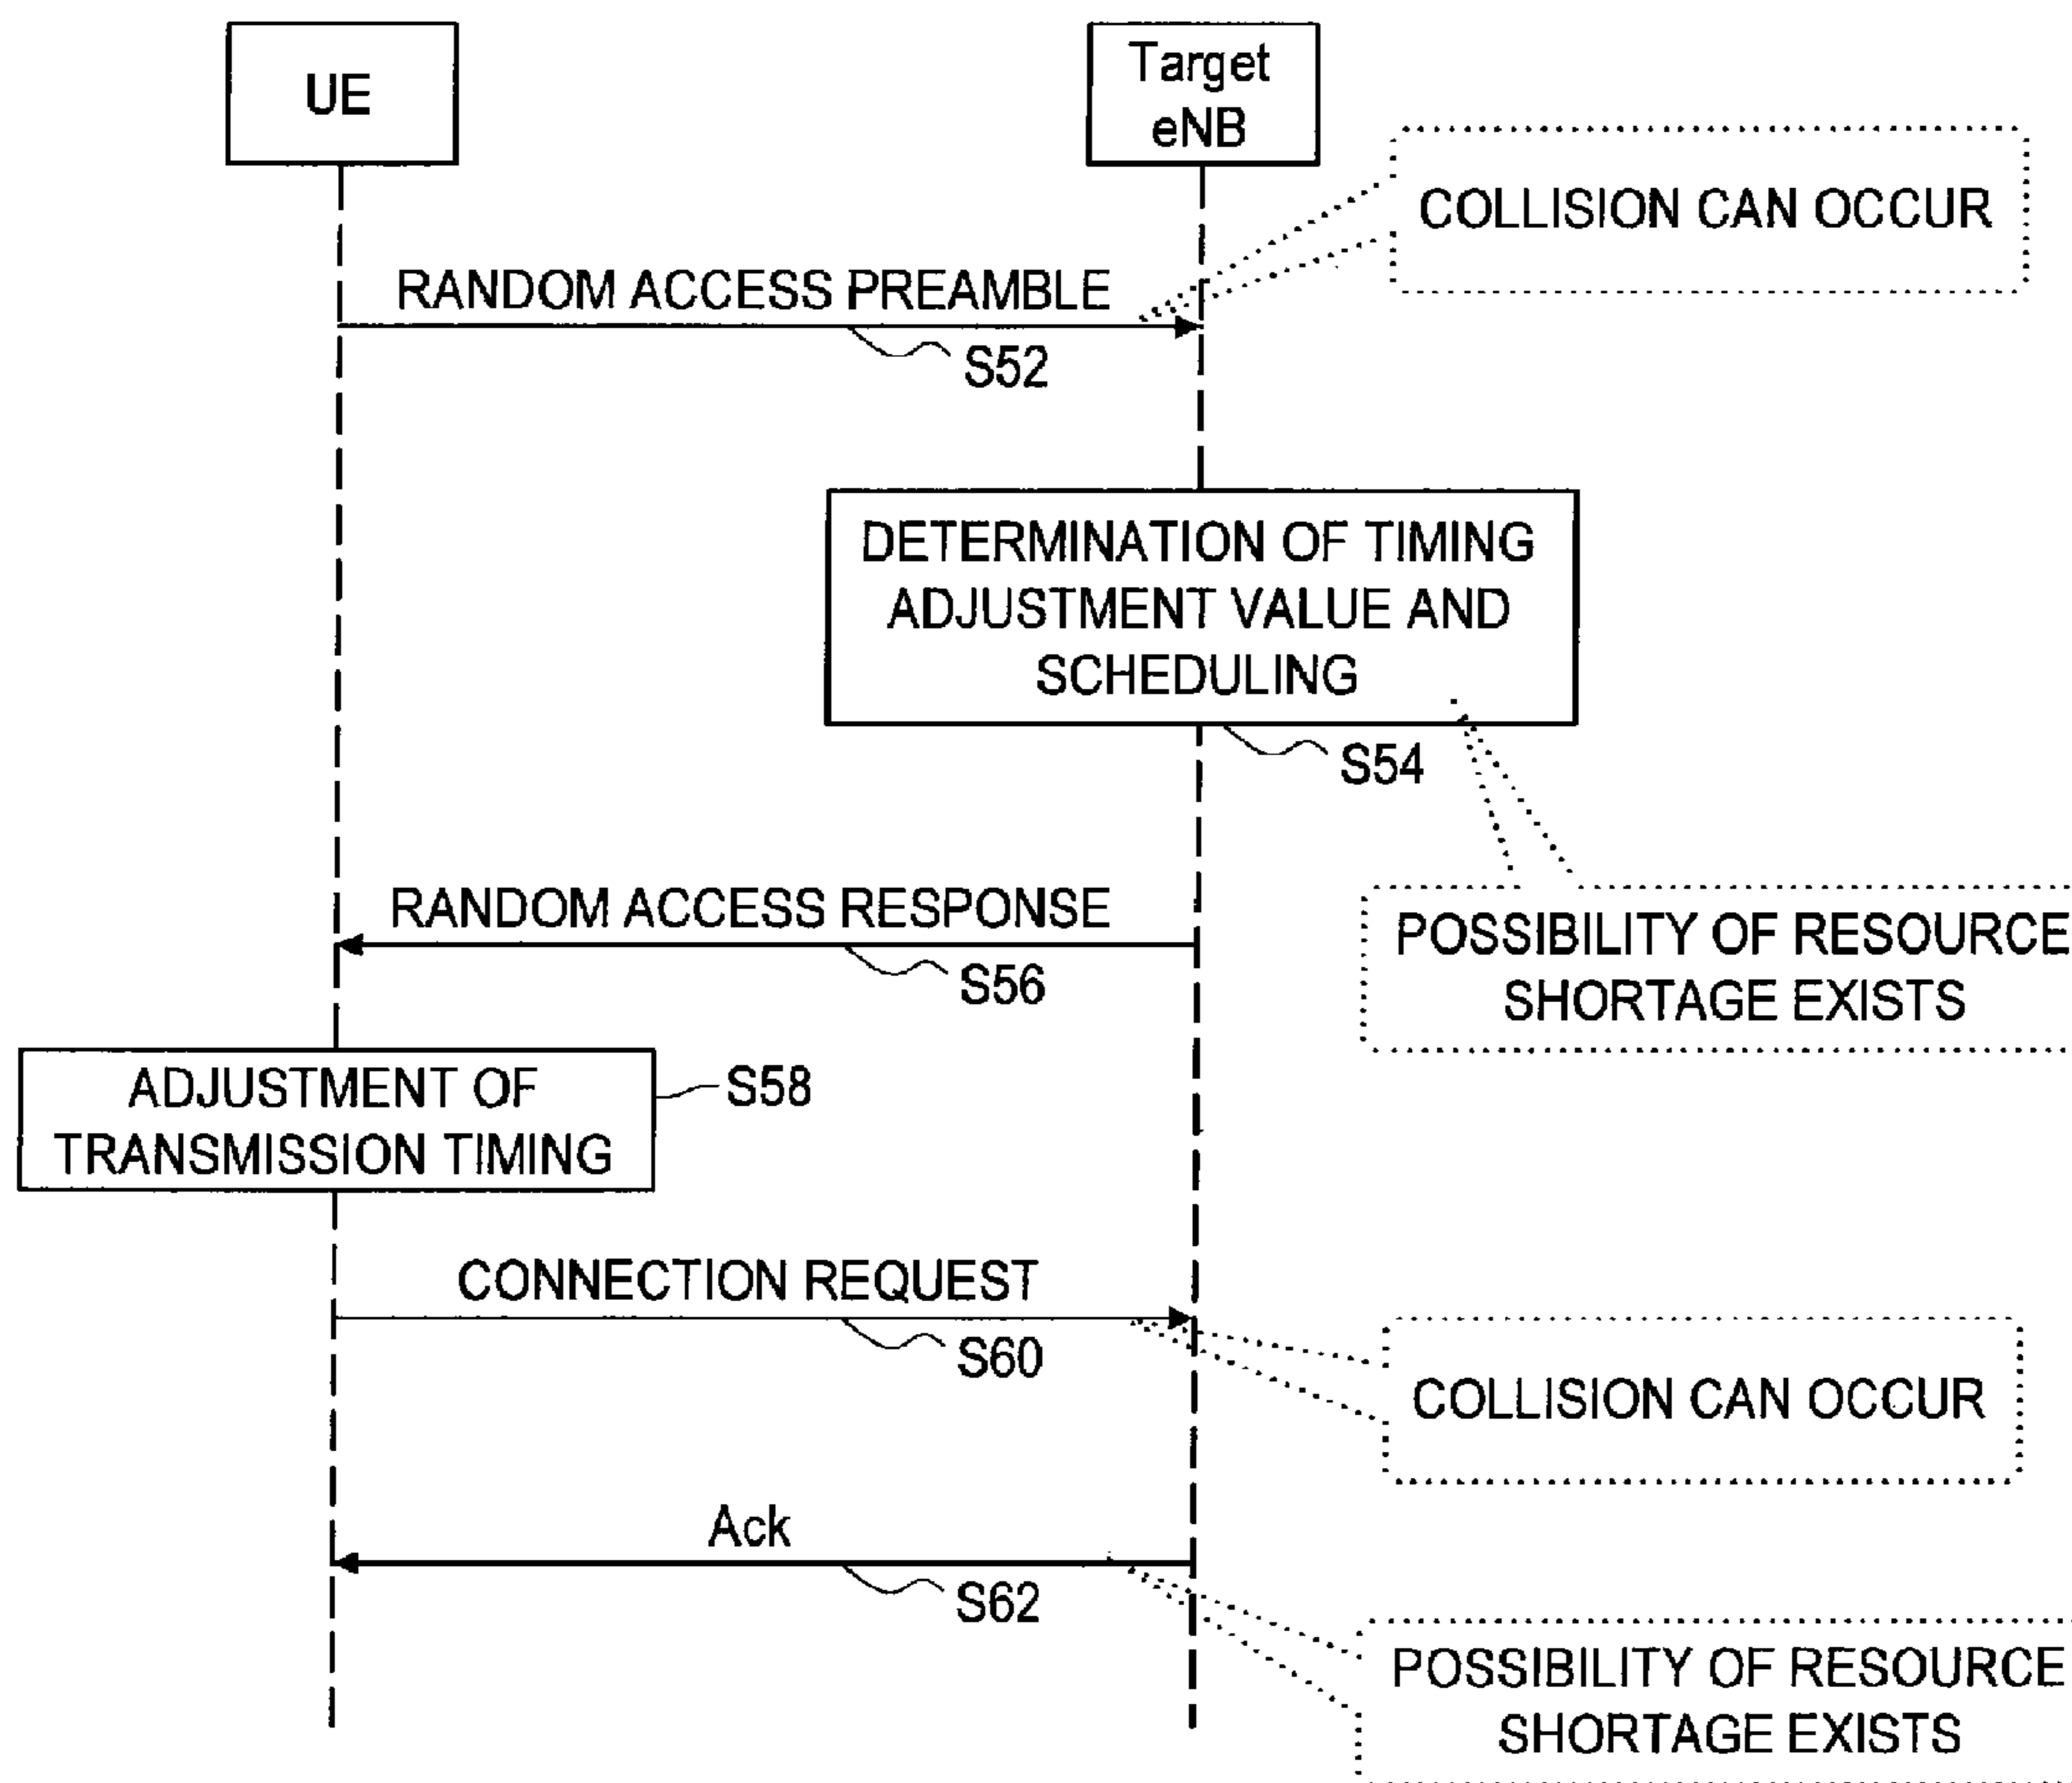 UE
Target
eNB
COLLISION CAN OCCUR
RANDOM ACCESS PREAMBLE
S52
DETERMINATION OF TIMING
ADJUSTMENT VALUE AND
SCHEDULING
S54
RANDOM ACCESS RESPONSE
S56
POSSIBILITY OF RESOURCE
SHORTAGE EXISTS
ADJUSTMENT OF
TRANSMISSION TIMING
S58
CONNECTION REQUEST
S60
COLLISION CAN OCCUR
Ack
S62
POSSIBILITY OF RESOURCE
SHORTAGE EXISTS